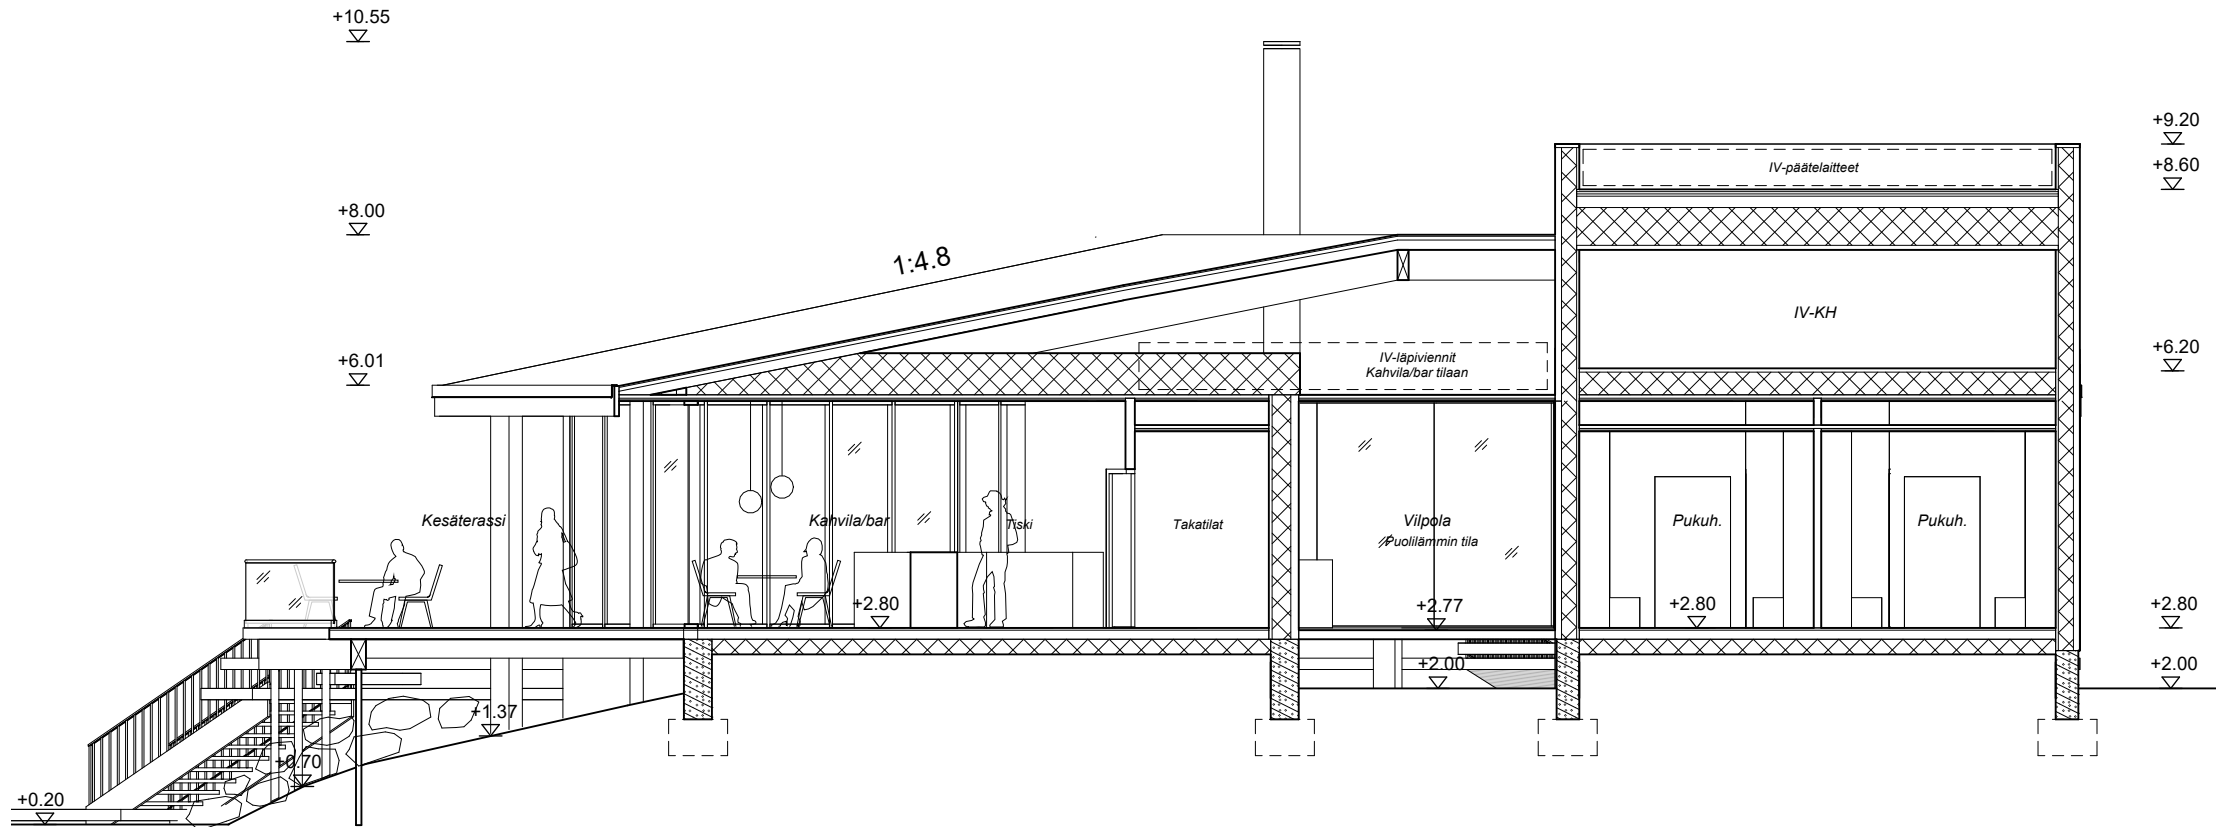 +10.55
+9.20
IV-päätelaitteet
+8.60
+8.00
1:4.8
IV-KH
+6.01
IV-läpiviennit
Kahvila/bar tilaan
+6.20
Kesäterassi
Kahvila/bar
Tiski
Takatilat
Vilpola
Puolilämmin tila
Pukuh.
Pukuh.
+2.80
+2.77
+2.80
+2.80
+2.00
+2.00
+1.37
+0.70
+0.20